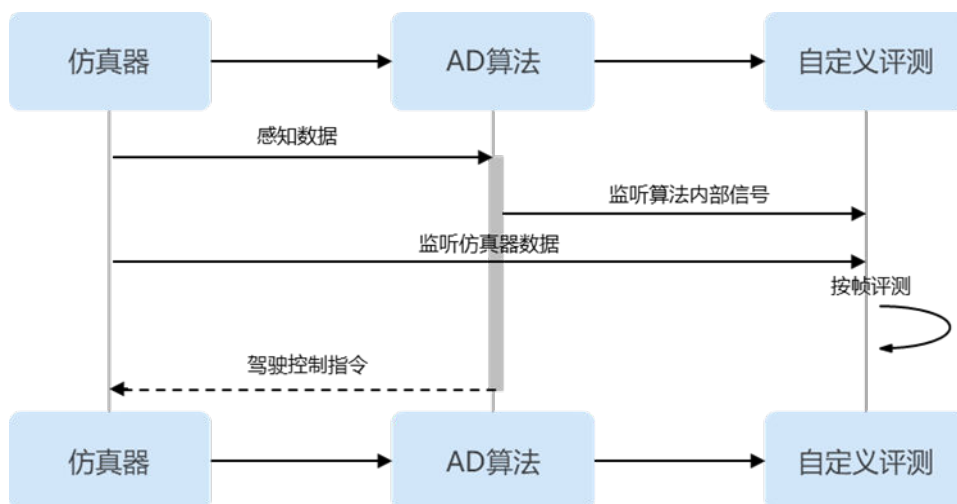 仿真器
AD算法
自定义评测
感知数据
监听算法内部信号
监听仿真器数据
按帧评测
驾驶控制指令
仿真器
AD算法
自定义评测